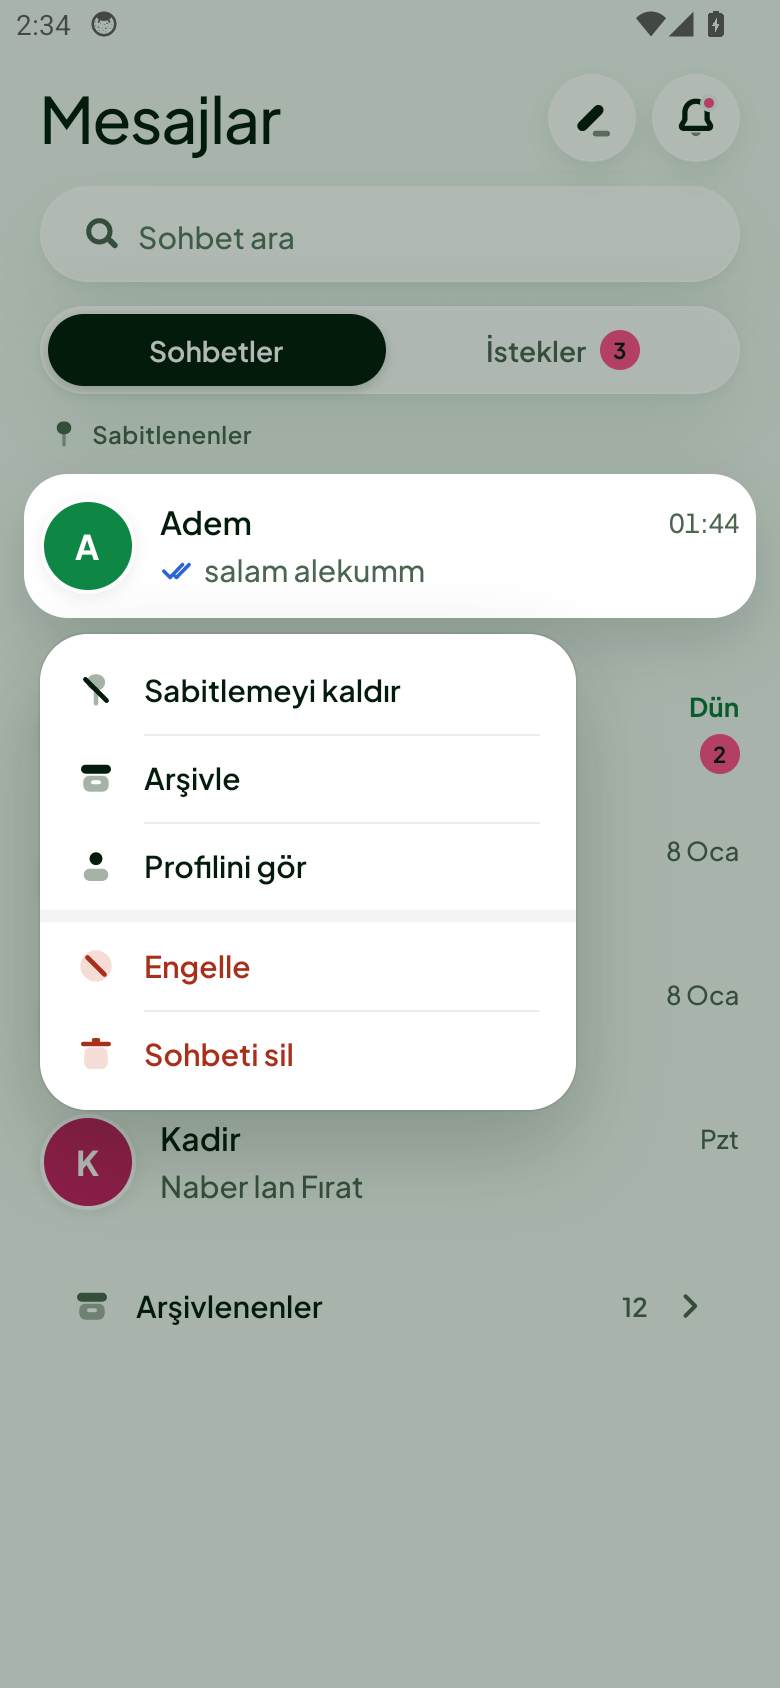 2:34
Mesajlar
Sohbet ara
Sohbetler
İstekler 3
Sabitlenenler
A
Adem 01:44
salam alekumm
Sabitlemeyi kaldır
Dün
2
Arşivle
8 Oca
Profilini gör
Engelle
8 Oca
Sohbeti sil
K
Kadir Pzt
Naber lan Fırat
Arşivlenenler 12